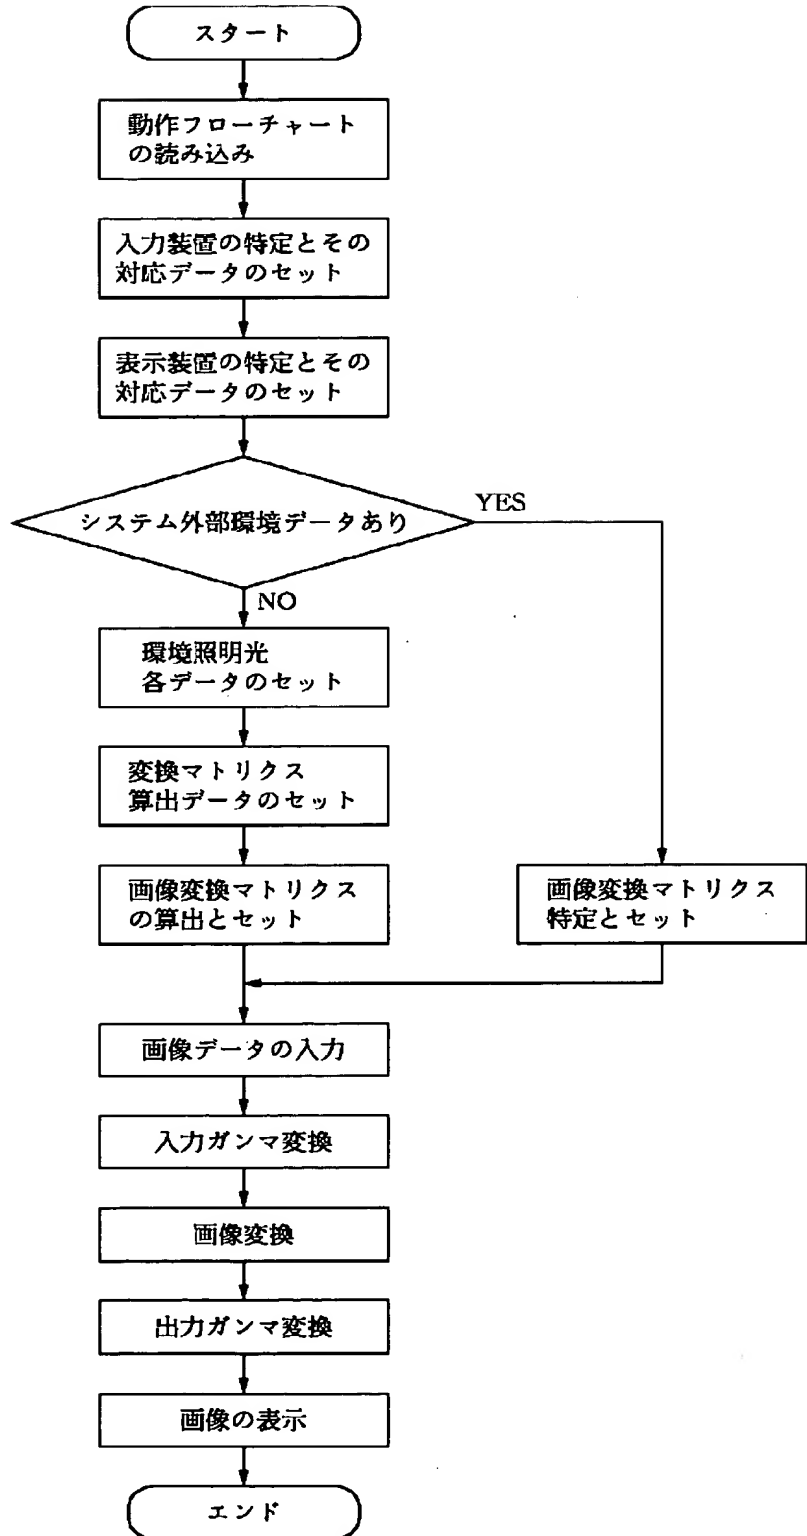 スタート
動作フローチャート
の読み込み
入力装置の特定とその
対応データのセット
表示装置の特定とその
対応データのセット
システム外部環境データあり
YES
NO
環境照明光
各データのセット
変換マトリクス
算出データのセット
画像変換マトリクス
の算出とセット
画像変換マトリクス
特定とセット
画像データの入力
入力ガンマ変換
画像変換
出力ガンマ変換
画像の表示
エンド